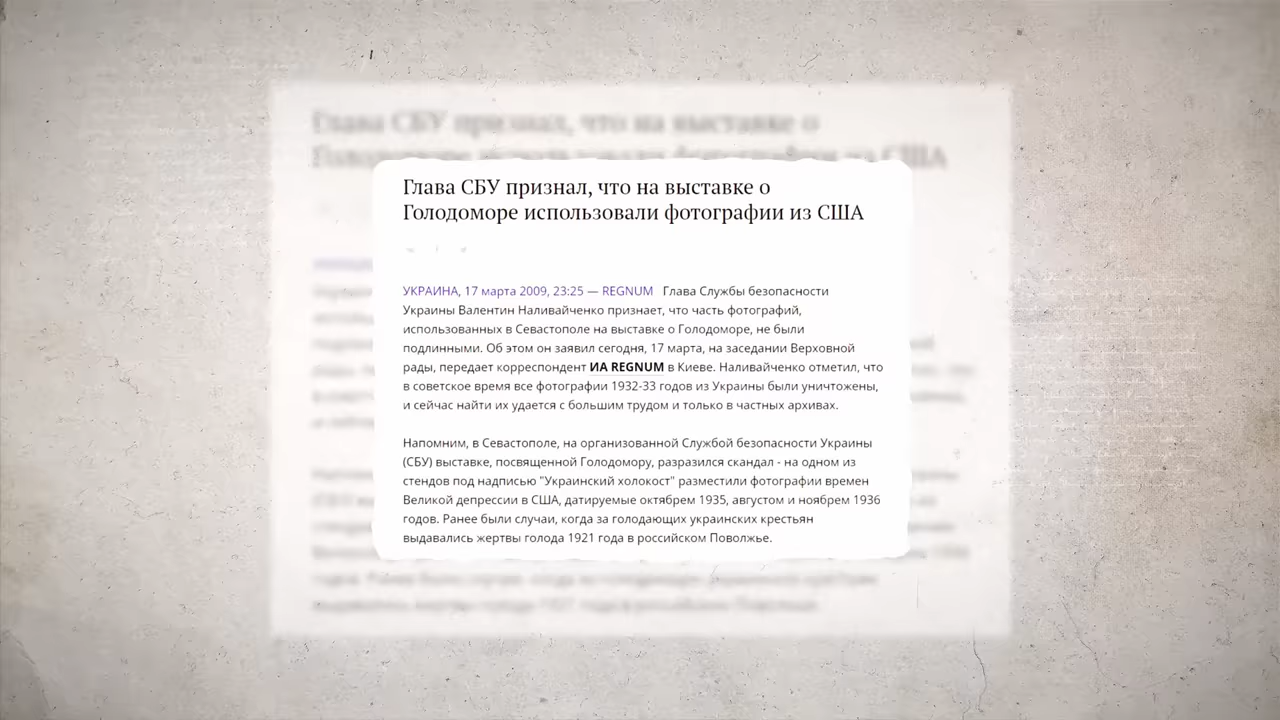 Глава СБУ признал, что на выставке о
Голодоморе использовали фотографии из США
УКРАИНА, 17 марта 2009, 23:25 — REGNUM Глава Службы безопасности
Украины Валентин Наливайченко признает, что часть фотографий,
использованных в Севастополе на выставке о Голодоморе, не были
подлинными. Об этом он заявил сегодня, 17 марта, на заседании Верховной
рады, передает корреспондент ИА REGNUM в Киеве. Наливайченко отметил, что
в советское время все фотографии 1932-33 годов из Украины были уничтожены,
и сейчас найти их удается с большим трудом и только в частных архивах.
Напомним, в Севастополе, на организованной Службой безопасности Украины
(СБУ) выставке, посвященной Голодомору, разразился скандал - на одном из
стендов под надписью "Украинский холокост" разместили фотографии времен
Великой депрессии в США, датируемые октябрем 1935, августом и ноябрем 1936
годов. Ранее были случаи, когда за голодающих украинских крестьян
выдавались жертвы голода 1921 года в российском Поволжье.